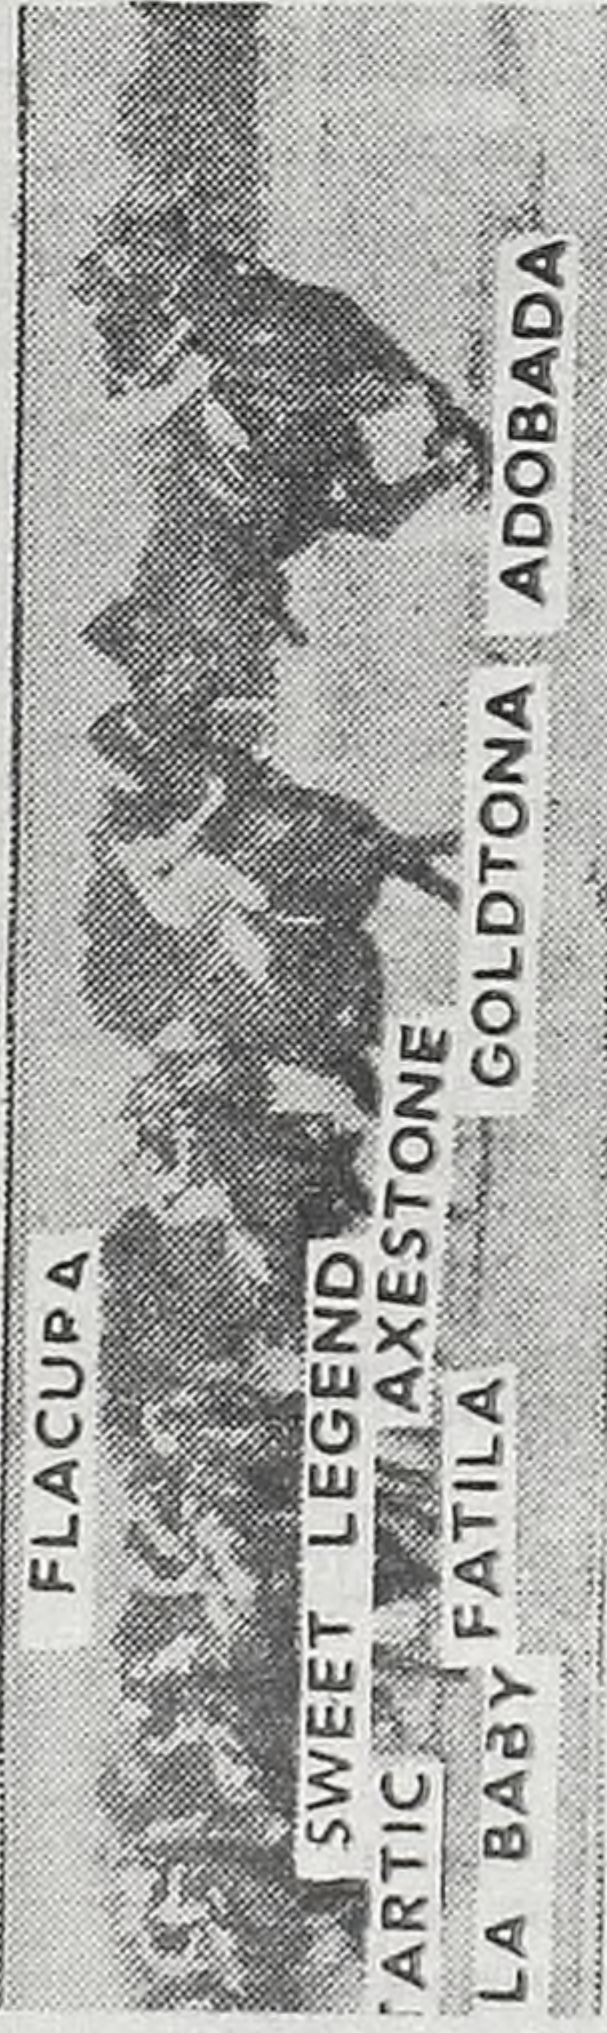 FLACURA
SWEET LEGEND
ARTIC
AXESTONE
LA BABY
FATILA
GOLDTONA
ADOBADA